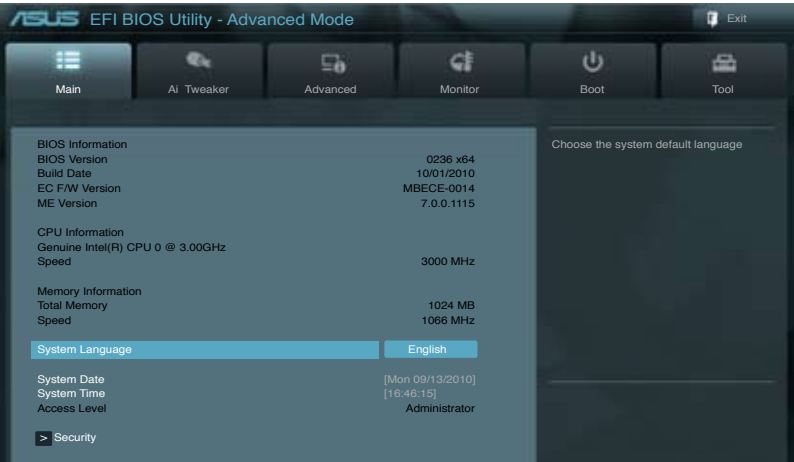 ASUS EFI BIOS Utility - Advanced Mode Exit
Main Ai Tweaker Advanced Monitor Boot Tool
BIOS Information
BIOS Version 0236 x64
Build Date 10/01/2010
EC F/W Version MBECE-0014
ME Version 7.0.0.1115
CPU Information
Genuine Intel(R) CPU 0 @ 3.00GHz
Speed 3000 MHz
Memory Information
Total Memory 1024 MB
Speed 1066 MHz
System Language English
System Date [Mon 09/13/2010]
System Time [16:46:15]
Access Level Administrator
> Security
Choose the system default language